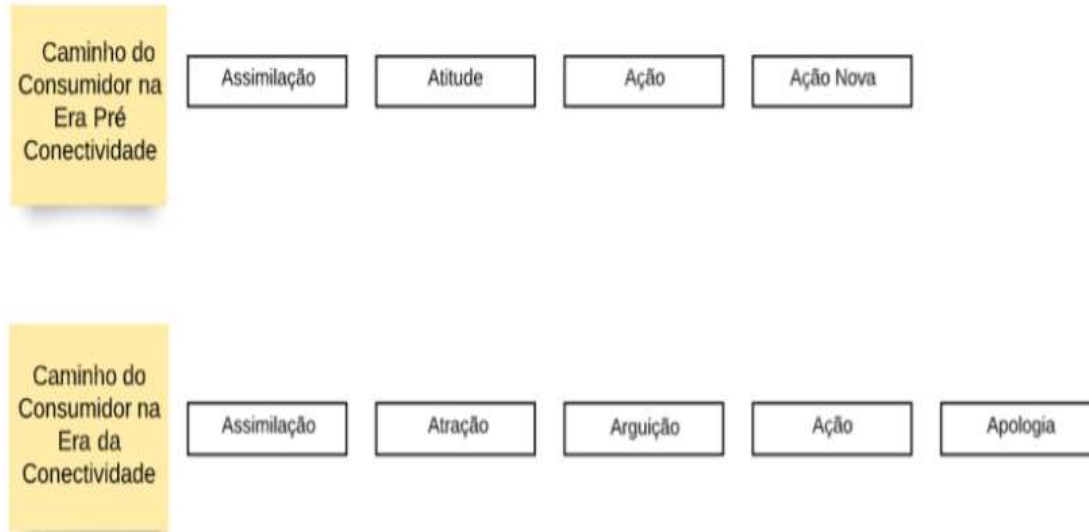 Caminho do
Consumidor na
Era Pré
Conectividade
Assimilação
Atitude
Ação
Ação Nova
Caminho do
Consumidor na
Era da
Conectividade
Assimilação
Atração
Arguição
Ação
Apologia